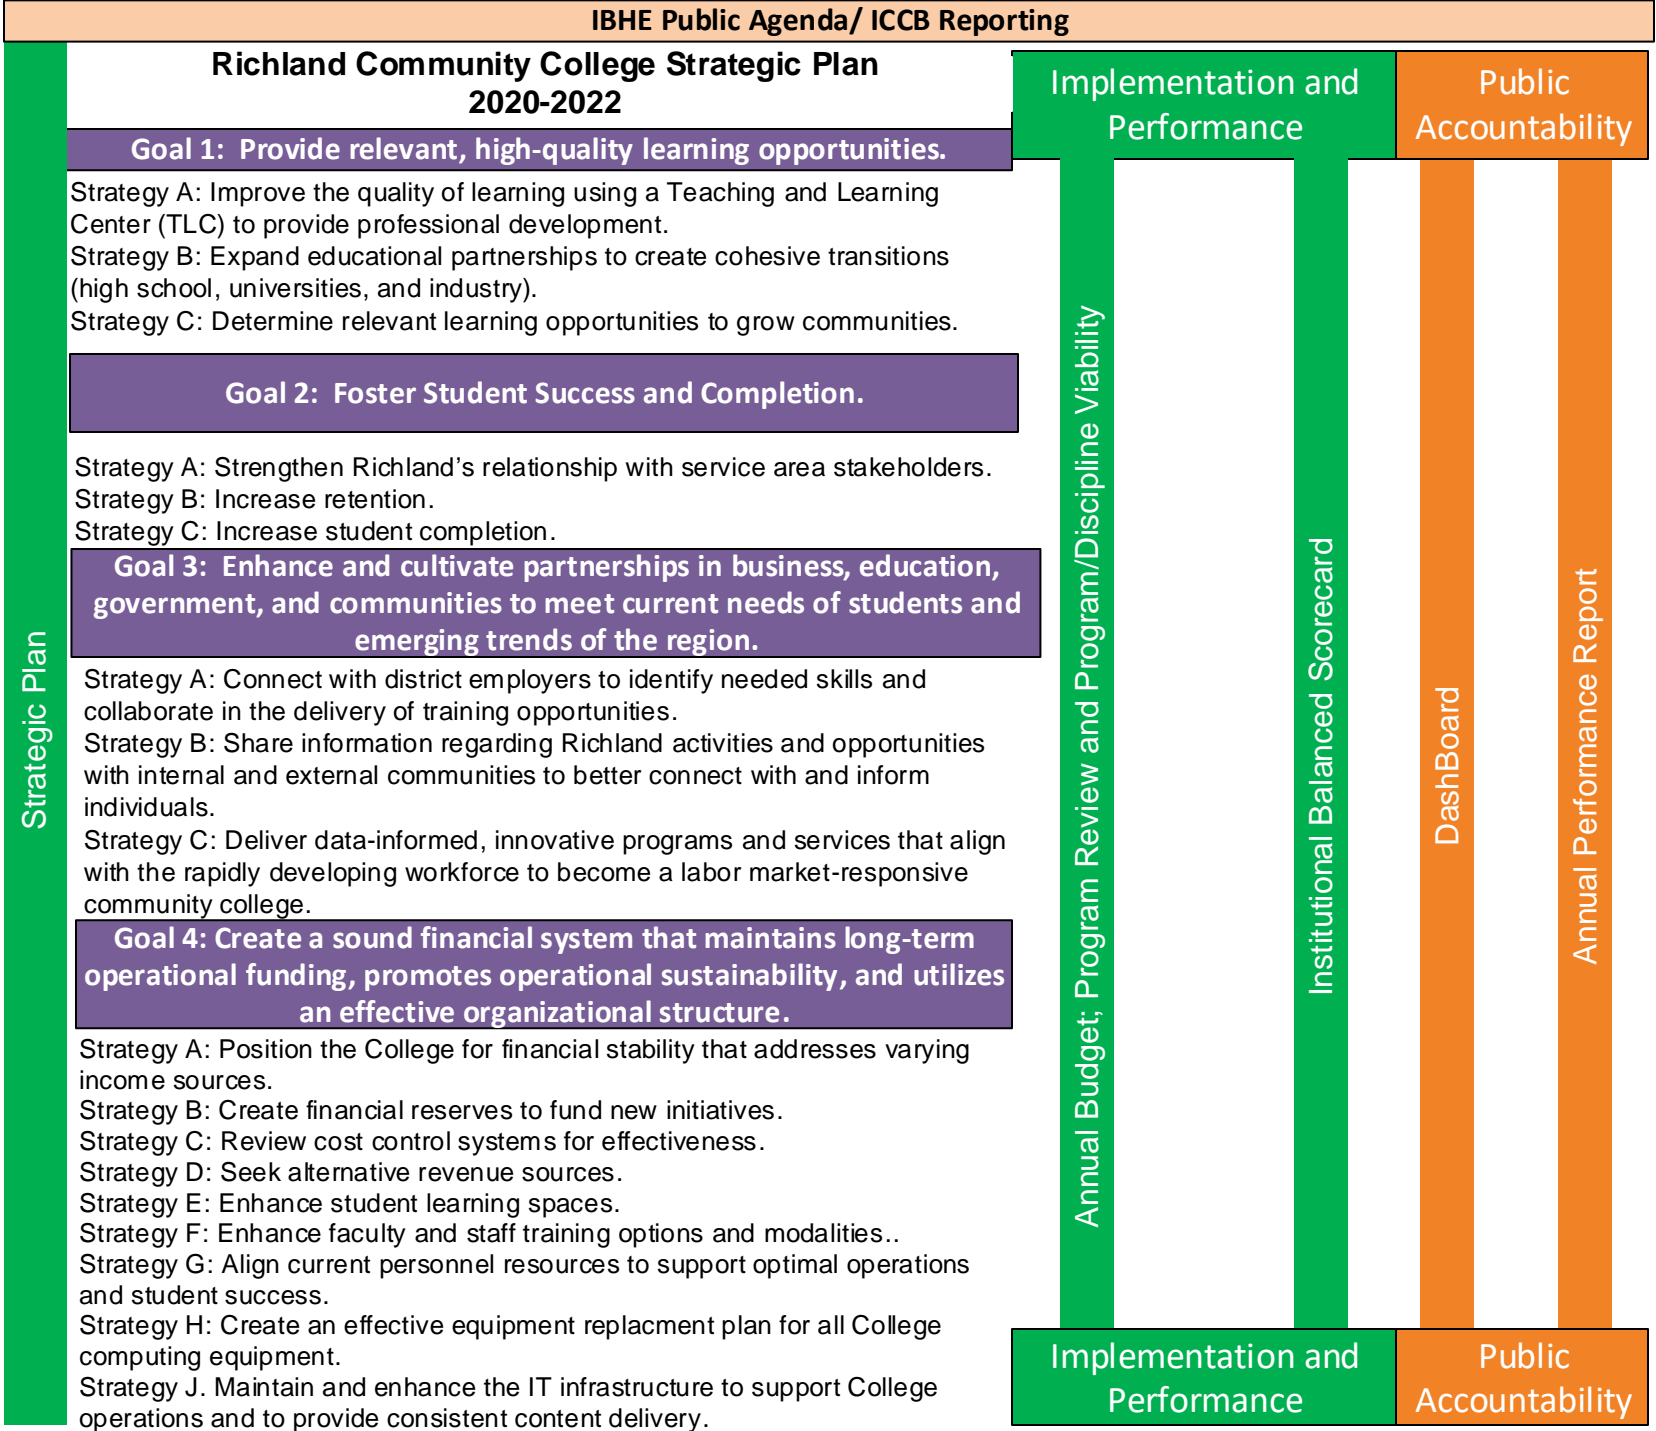 IBHE Public Agenda/ ICCB Reporting
Richland Community College Strategic Plan
2020-2022
Implementation and
Performance
Public
Accountability
Strategic Plan
Goal 1:  Provide relevant, high-quality learning opportunities.
Strategy A: Improve the quality of learning using a Teaching and Learning
Center (TLC) to provide professional development.
Strategy B: Expand educational partnerships to create cohesive transitions
(high school, universities, and industry).
Strategy C: Determine relevant learning opportunities to grow communities.
Goal 2:  Foster Student Success and Completion.
Strategy A: Strengthen Richland’s relationship with service area stakeholders.
Strategy B: Increase retention.
Strategy C: Increase student completion.
Goal 3:  Enhance and cultivate partnerships in business, education,
government, and communities to meet current needs of students and
emerging trends of the region.
Strategy A: Connect with district employers to identify needed skills and
collaborate in the delivery of training opportunities.
Strategy B: Share information regarding Richland activities and opportunities
with internal and external communities to better connect with and inform
individuals.
Strategy C: Deliver data-informed, innovative programs and services that align
with the rapidly developing workforce to become a labor market-responsive
community college.
Goal 4: Create a sound financial system that maintains long-term
operational funding, promotes operational sustainability, and utilizes
an effective organizational structure.
Strategy A: Position the College for financial stability that addresses varying
income sources.
Strategy B: Create financial reserves to fund new initiatives.
Strategy C: Review cost control systems for effectiveness.
Strategy D: Seek alternative revenue sources.
Strategy E: Enhance student learning spaces.
Strategy F: Enhance faculty and staff training options and modalities..
Strategy G: Align current personnel resources to support optimal operations
and student success.
Strategy H: Create an effective equipment replacment plan for all College
computing equipment.
Strategy J. Maintain and enhance the IT infrastructure to support College
operations and to provide consistent content delivery.
Annual Budget; Program Review and Program/Discipline Viability
Institutional Balanced Scorecard
DashBoard
Annual Performance Report
Implementation and
Performance
Public
Accountability